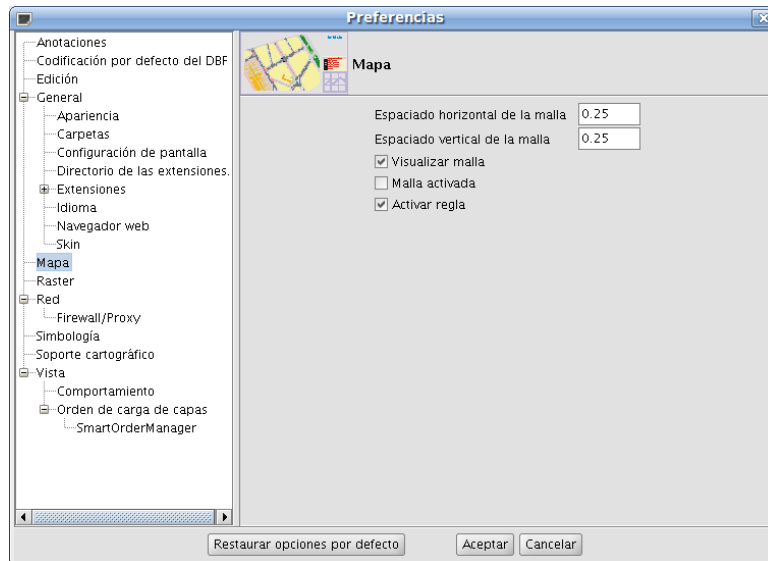 Preferencias
Anotaciones
Codificación por defecto del DBF
Edición
General
Apariencia
Carpetas
Configuración de pantalla
Directorio de las extensiones.
Extensiones
Idioma
Navegador web
Skin
Mapa
Raster
Red
Firewall/Proxy
Simbología
Soporte cartográfico
Vista
Comportamiento
Orden de carga de capas
SmartOrderManager
Mapa
Espaciado horizontal de la malla 0.25
Espaciado vertical de la malla 0.25
Visualizar malla
Malla activada
Activar regla
Restaurar opciones por defecto Aceptar Cancelar